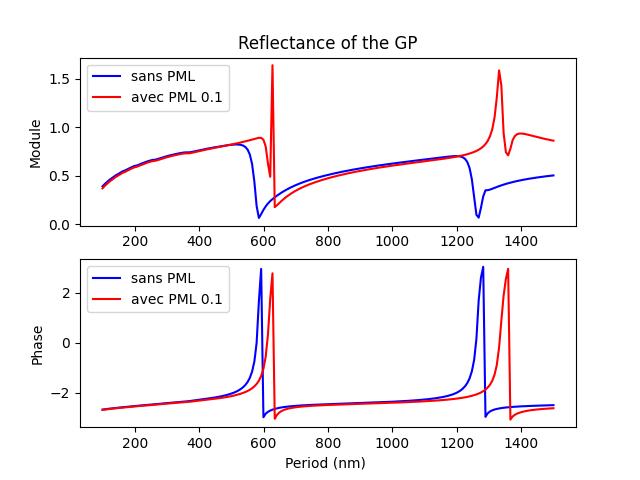 Reflectance of the GP
Module
1.5
1.0
0.5
0.0
sans PML
avec PML 0.1
200 400 600 800 1000 1200 1400
Phase
2
0
−2
sans PML
avec PML 0.1
200 400 600 800 1000 1200 1400
Period (nm)